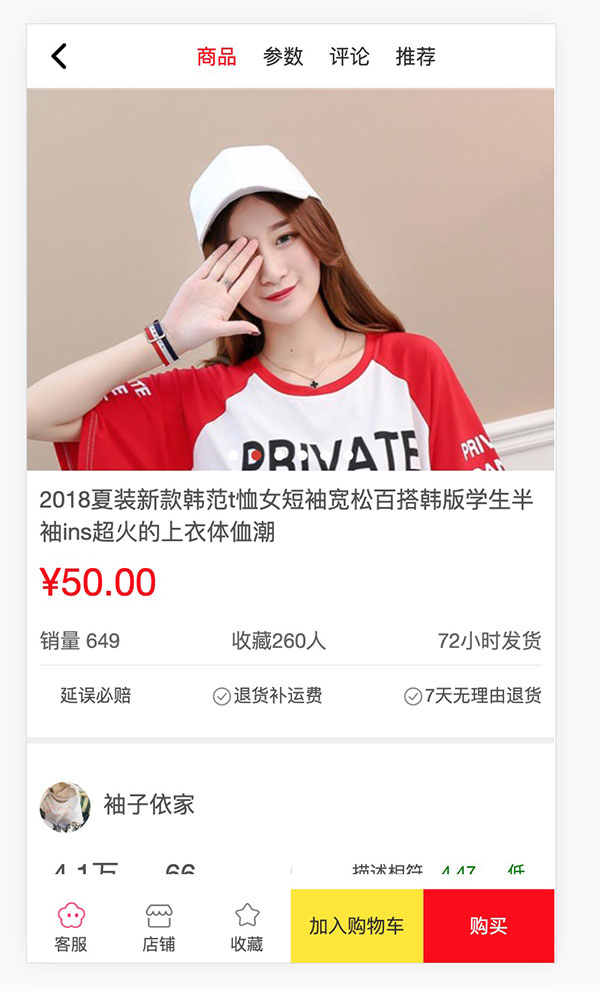 商品 参数 评论 推荐
PRIVATE
2018夏装新款韩范t恤女短袖宽松百搭韩版学生半
袖ins超火的上衣体恤潮
¥50.00
销量 649 收藏260人 72小时发货
延误必赔 退货补运费 7天无理由退货
袖子依家
4.1万 66 描述相符 4.47 低
客服 店铺 收藏 加入购物车 购买